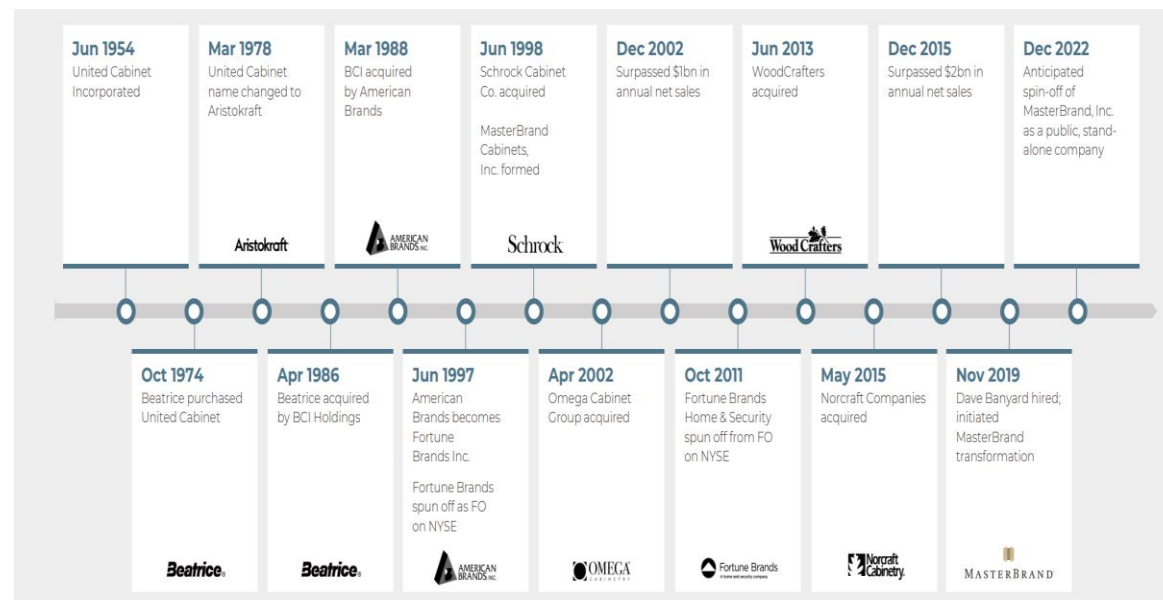 Jun 1954
United Cabinet
Incorporated
Mar 1978
United Cabinet
name changed to
Aristokraft
Aristokraft
Mar 1988
BCI acquired
by American
Brands
AMERICAN
BRANDS INC.
Jun 1998
Schrock Cabinet
Co. acquired
MasterBrand
Cabinets,
Inc. formed
Schrock
Dec 2002
Surpassed $1bn in
annual net sales
Jun 2013
WoodCrafters
acquired
WoodCrafters
Dec 2015
Surpassed $2bn in
annual net sales
Dec 2022
Anticipated
spin-off of
MasterBrand, Inc.
as a public, stand-
alone company
Oct 1974
Beatrice purchased
United Cabinet
Beatrice®
Apr 1986
Beatrice acquired
by BCI Holdings
Beatrice®
Jun 1997
American
Brands becomes
Fortune
Brands Inc.
Fortune Brands
spun off as FO
on NYSE
AMERICAN
BRANDS INC.
Apr 2002
Omega Cabinet
Group acquired
OMEGA
CABINETRY
Oct 2011
Fortune Brands
Home & Security
spun off from FO
on NYSE
Fortune Brands
A home and security company
May 2015
Norcraft Companies
acquired
Norcraft
Cabinetry.
Nov 2019
Dave Banyard hired;
initiated
MasterBrand
transformation
MASTERBRAND